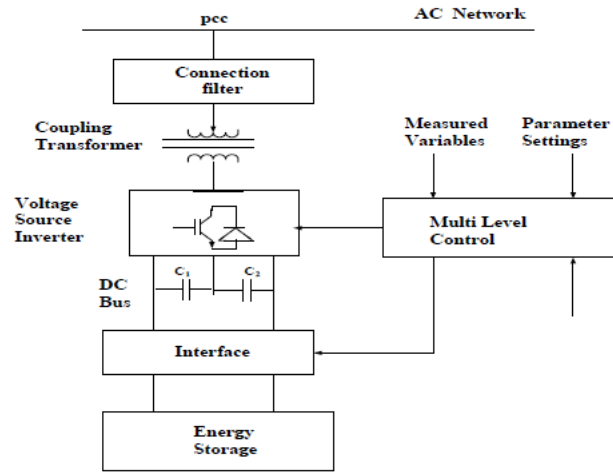 pcc
AC Network
Connection
filter
Coupling
Transformer
Measured
Variables
Parameter
Settings
Voltage
Source
Inverter
Multi Level
Control
DC
Bus
C₁
C₂
Interface
Energy
Storage